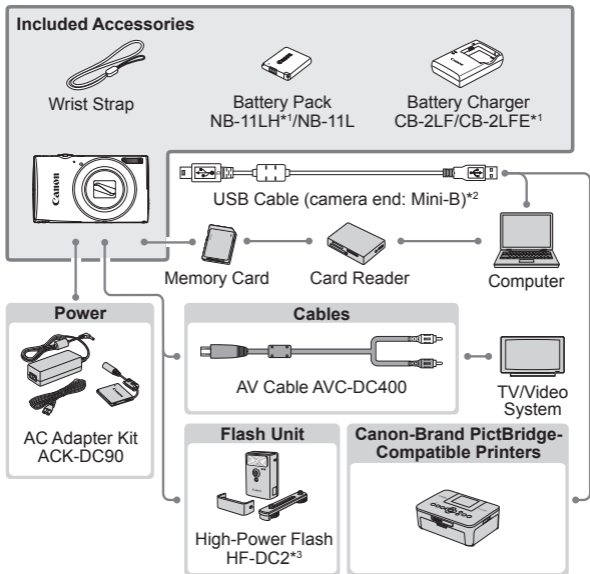 Included Accessories
Wrist Strap
Battery Pack
NB-11LH*1/NB-11L
Battery Charger
CB-2LF/CB-2LFE*1
Canon
USB Cable (camera end: Mini-B)*2
Memory Card
Card Reader
Computer
Power
AC Adapter Kit
ACK-DC90
Cables
AV Cable AVC-DC400
TV/Video
System
Flash Unit
High-Power Flash
HF-DC2*3
Canon-Brand PictBridge-
Compatible Printers